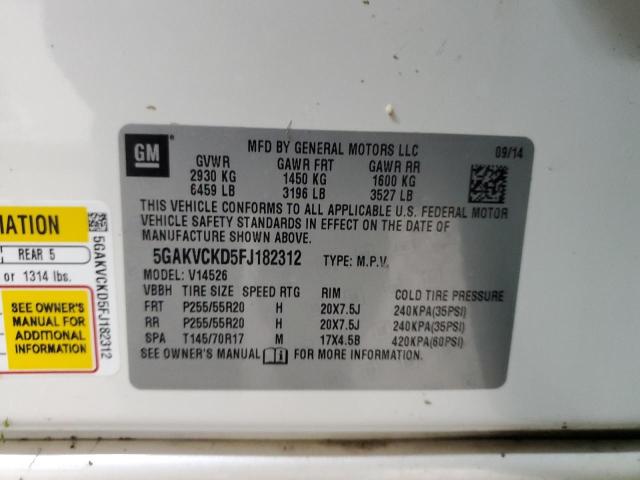 GM
MFD BY GENERAL MOTORS LLC 09/14
GVWR GAWR FRT GAWR RR
2930 KG 1450 KG 1600 KG
6459 LB 3196 LB 3527 LB
THIS VEHICLE CONFORMS TO ALL APPLICABLE U.S. FEDERAL MOTOR
VEHICLE SAFETY STANDARDS IN EFFECT ON THE DATE OF
MANUFACTURE SHOWN ABOVE.
5GAKVCKD5FJ182312 TYPE: M.P.V.
MODEL: V14526
VBBH TIRE SIZE SPEED RTG RIM COLD TIRE PRESSURE
FRT P255/55R20 H 20X7.5J 240KPA(35PSI)
RR P255/55R20 H 20X7.5J 240KPA(35PSI)
SPA T145/70R17 M 17X4.5B 420KPA(60PSI)
SEE OWNER'S MANUAL FOR MORE INFORMATION.
MATION
REAR 5
or 1314 lbs.
SEE OWNER'S
MANUAL FOR
ADDITIONAL
INFORMATION
5GAKVCKD5FJ182312